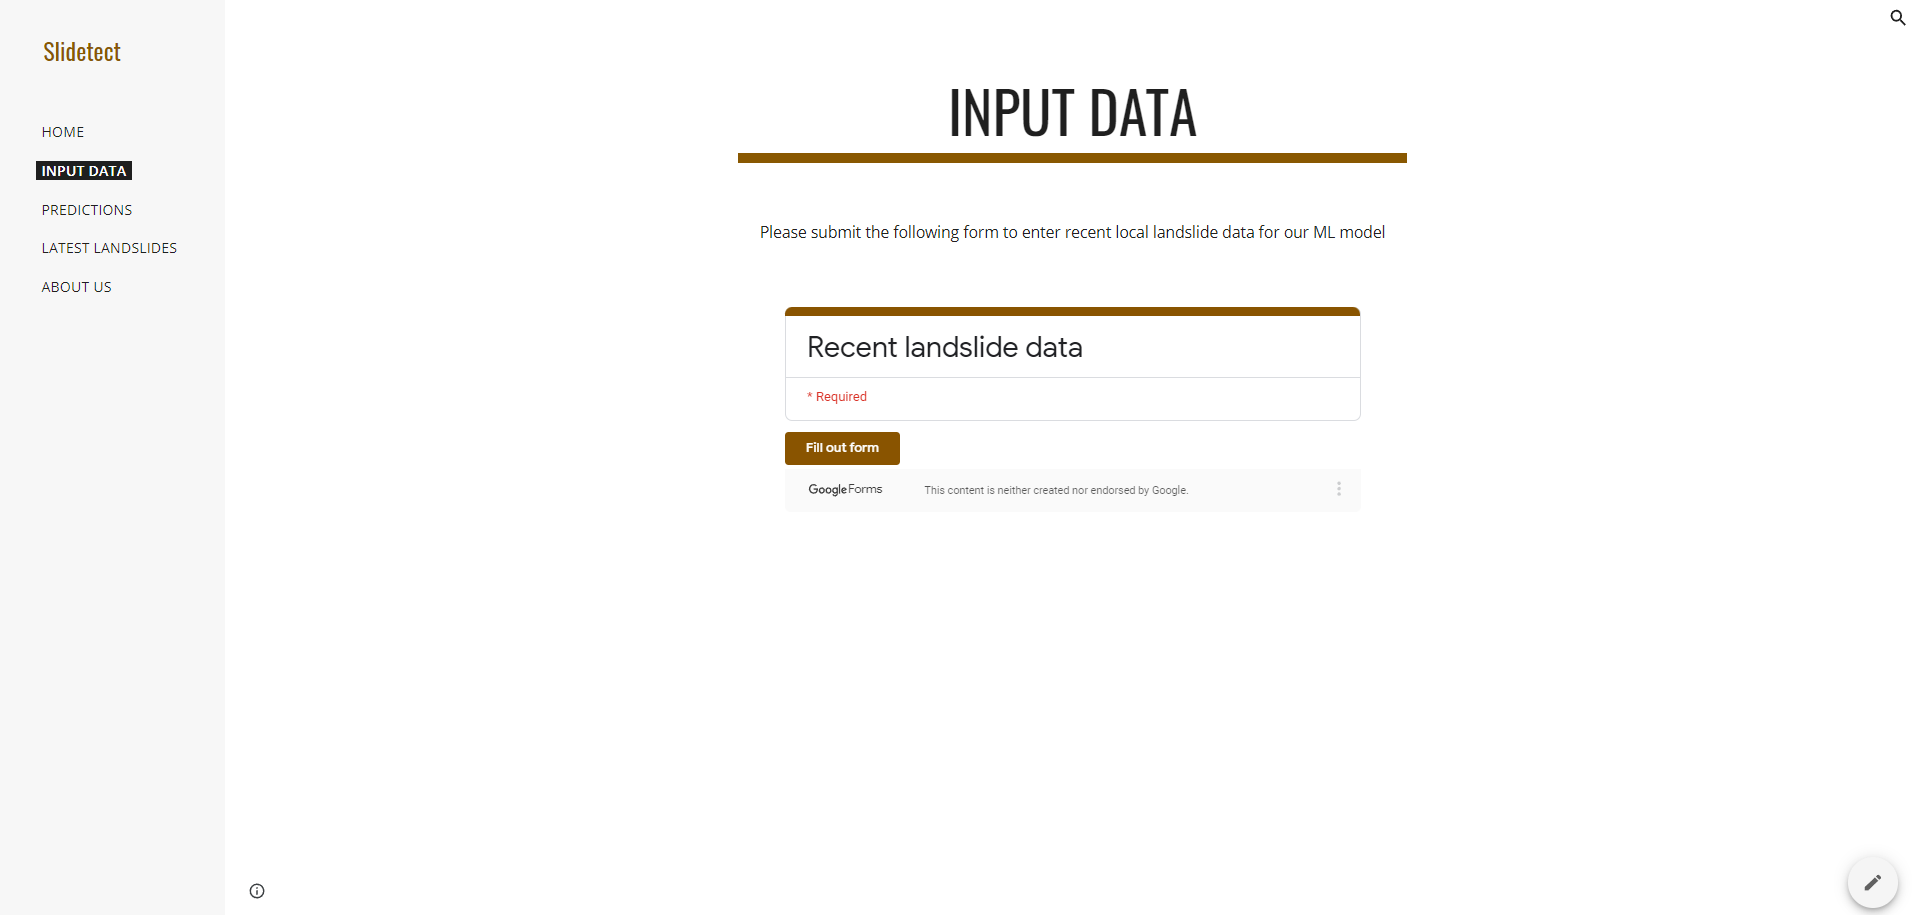 Slidetect
HOME
INPUT DATA
PREDICTIONS
LATEST LANDSLIDES
ABOUT US
INPUT DATA
Please submit the following form to enter recent local landslide data for our ML model
Recent landslide data
* Required
Fill out form
Google Forms This content is neither created nor endorsed by Google.